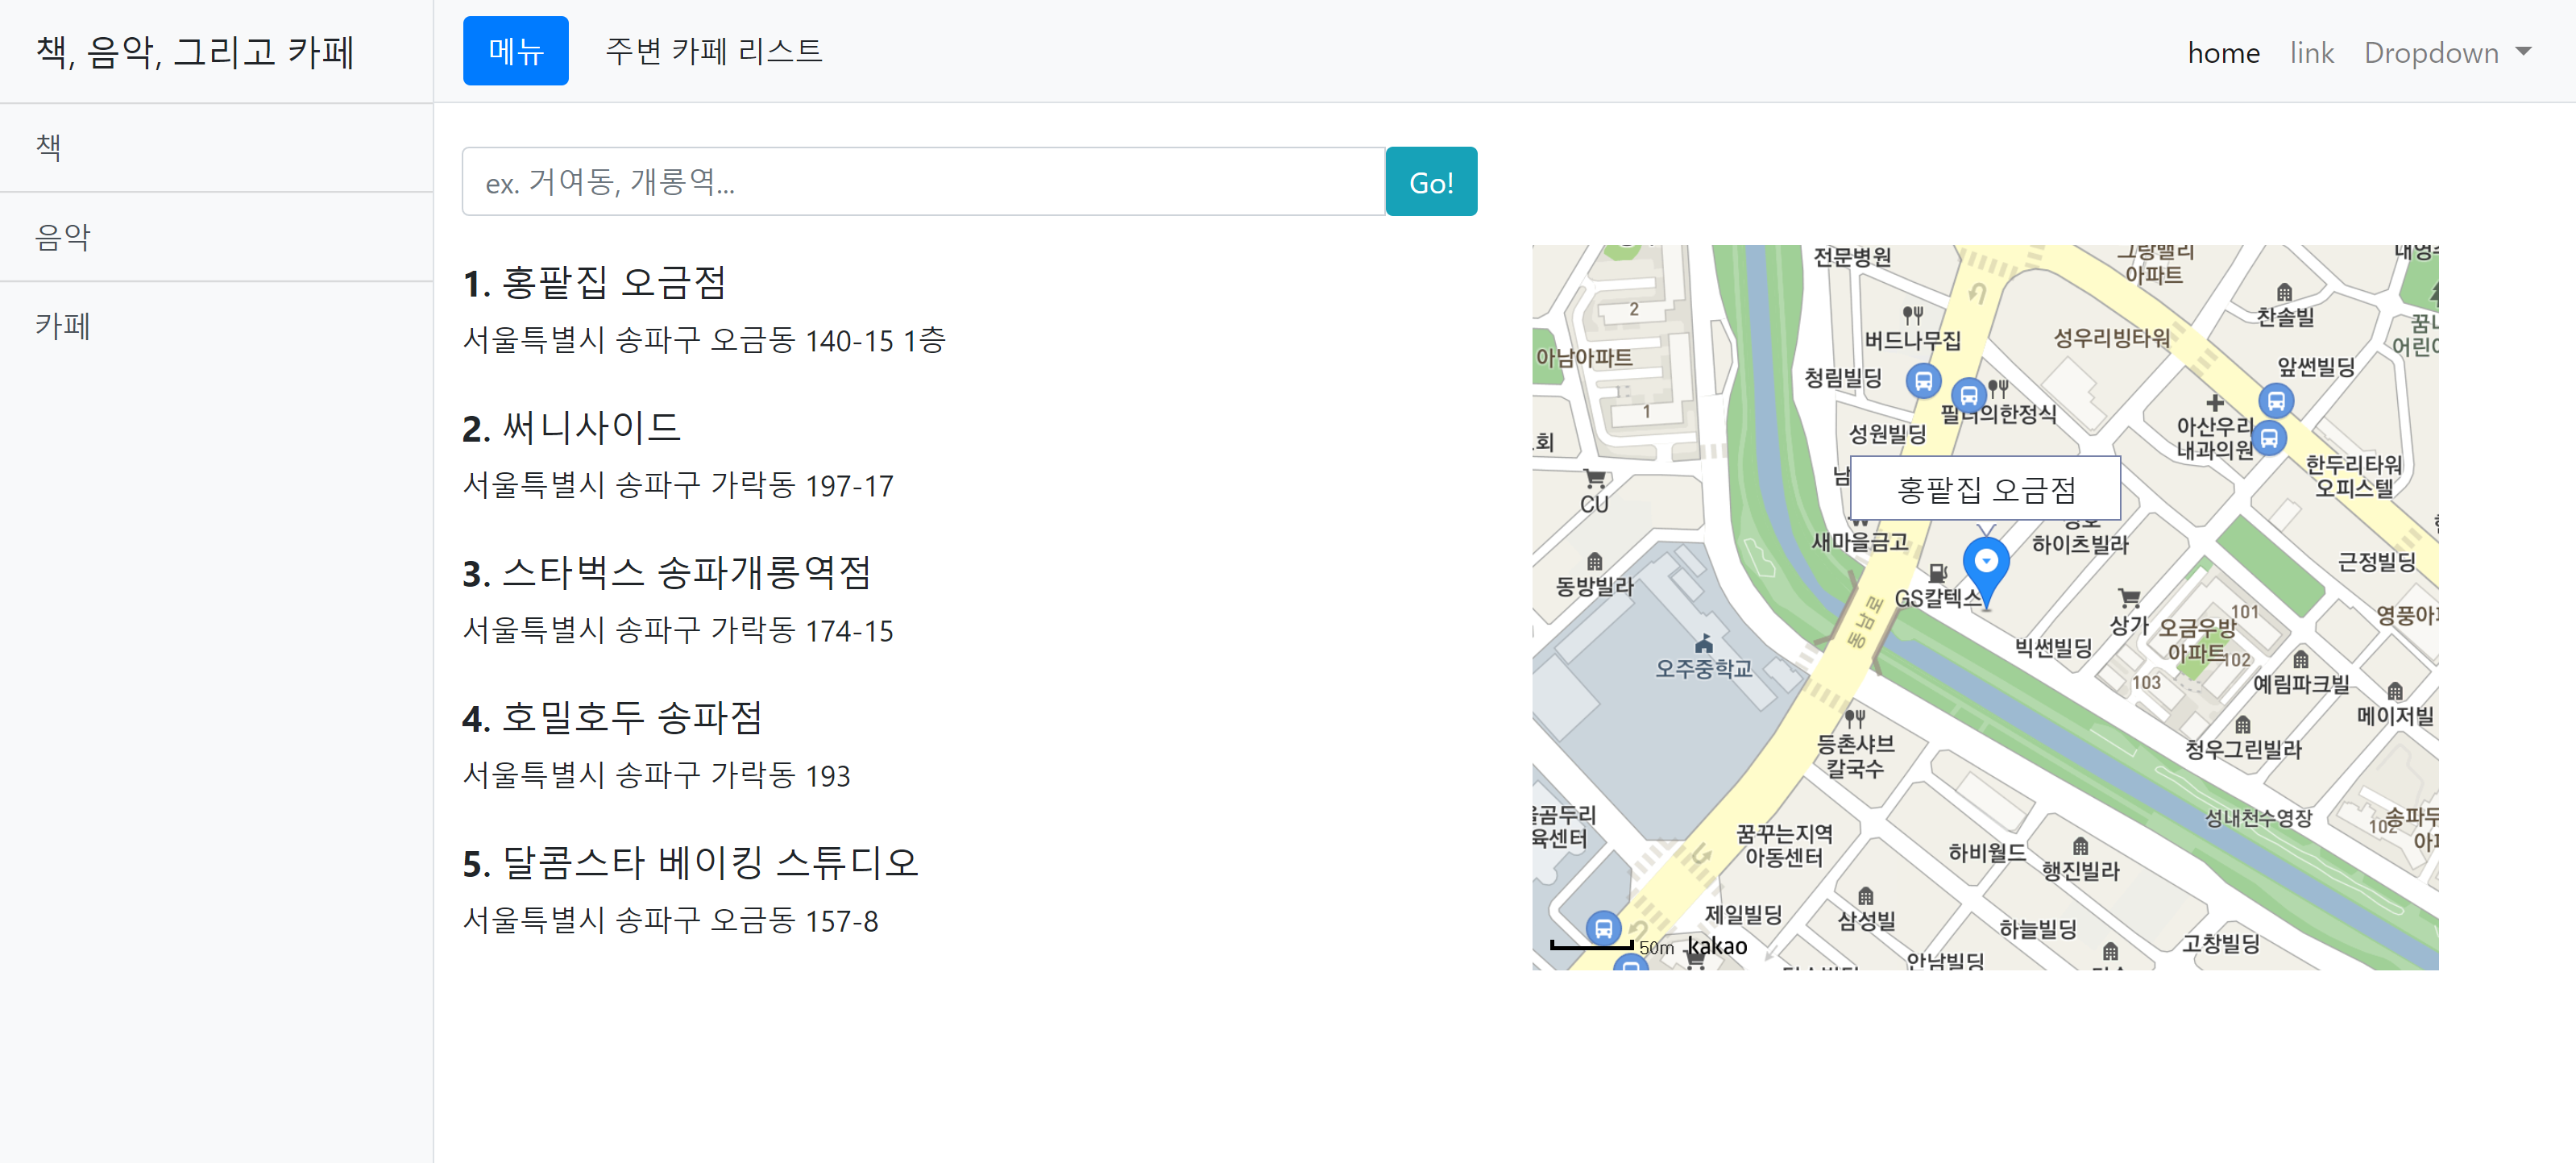 책, 음악, 그리고 카페
책
음악
카페
메뉴
주변 카페 리스트
home
link
Dropdown
ex. 거여동, 개롱역...
Go!
1. 홍팥집 오금점
서울특별시 송파구 오금동 140-15 1층
2. 써니사이드
서울특별시 송파구 가락동 197-17
3. 스타벅스 송파개롱역점
서울특별시 송파구 가락동 174-15
4. 호밀호두 송파점
서울특별시 송파구 가락동 193
5. 달콤스타 베이킹 스튜디오
서울특별시 송파구 오금동 157-8
전문병원
아파트
찬솔빌
2
버드나무집
성우리빙타워
아남아파트
앞썬빌딩
청림빌딩
1
성원빌딩
아산우리
내과의원
한두리타워
오피스텔
CU
홍팥집 오금점
새마을금고
하이츠빌라
근정빌딩
동방빌라
GS칼텍스
동남로
상가
101
오금우방
아파트
102
103
빅썬빌딩
오주중학교
예림파크빌
메이저빌
청우그린빌라
등촌샤브
칼국수
성내천수영장
꿈꾸는지역
아동센터
하비월드
행진빌라
제일빌딩
삼성빌
하늘빌딩
고창빌딩
안남빌딩
50m
kakao